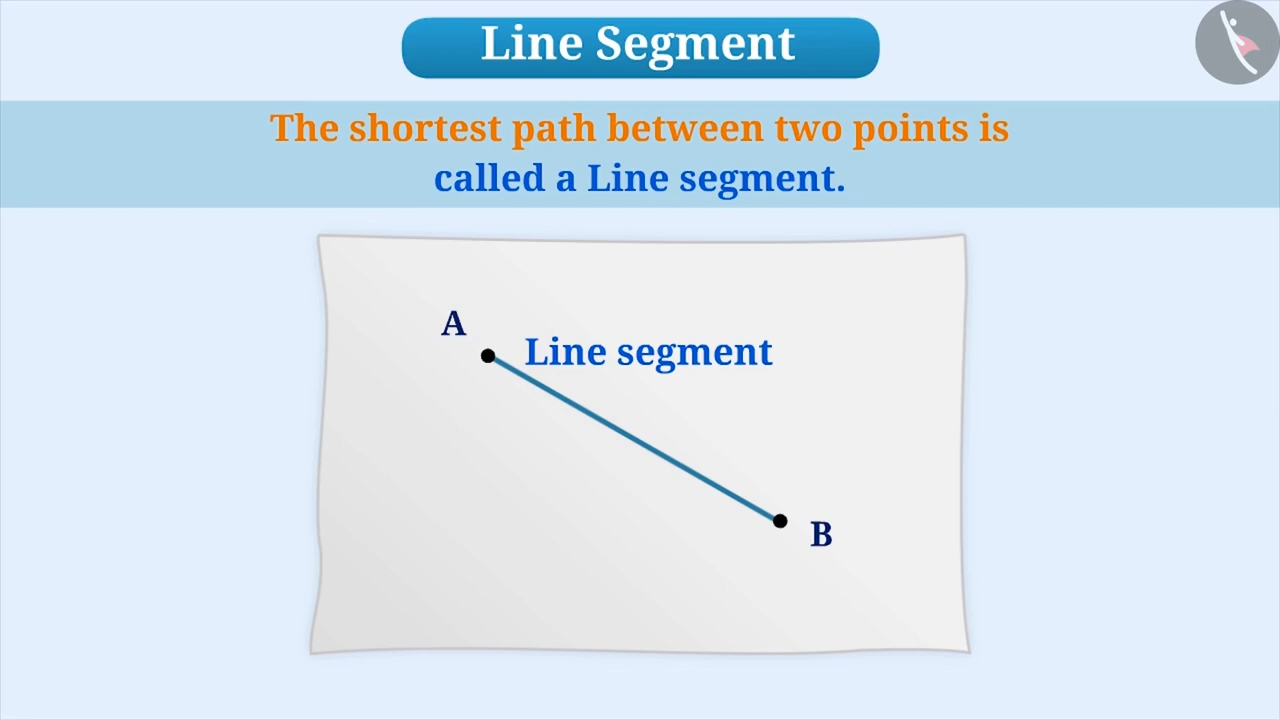 Line Segment
The shortest path between two points is
called a Line segment.
A
Line segment
B